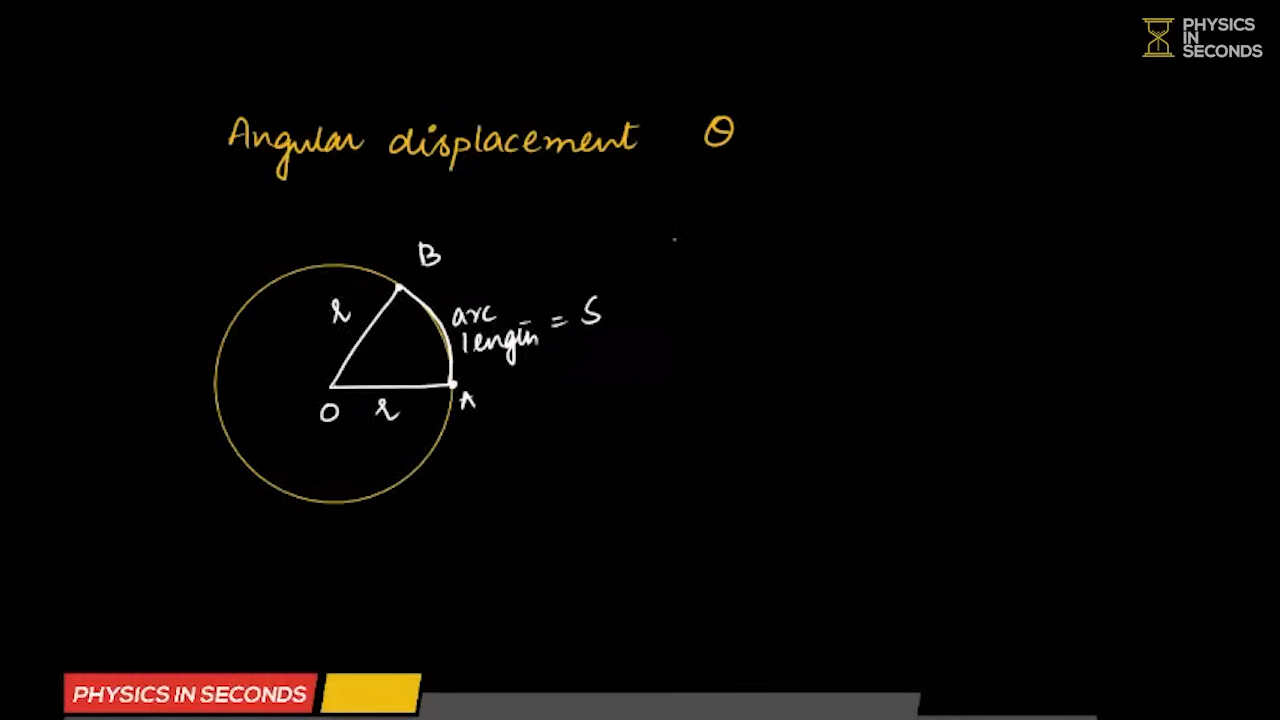 PHYSICS
IN
SECONDS
Angular displacement θ
B
r
arc
length = S
O r A
PHYSICS IN SECONDS